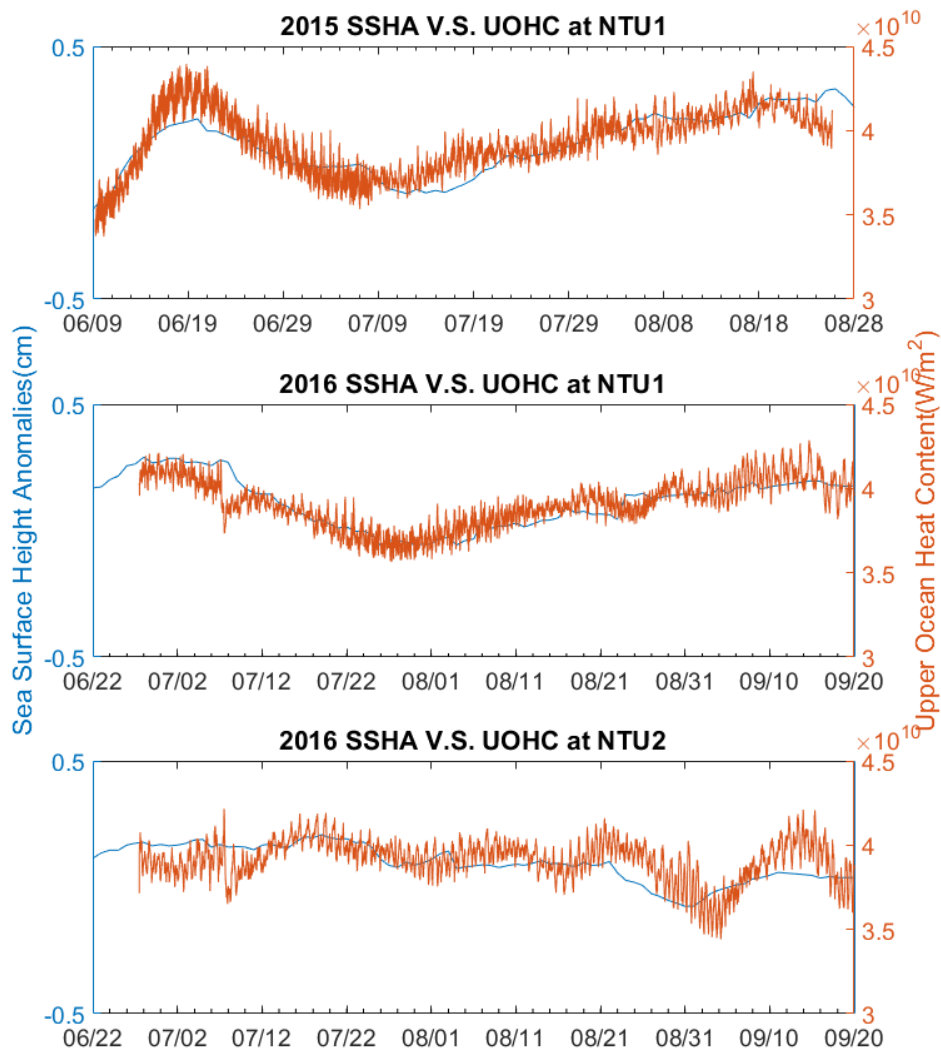 2015 SSHA V.S. UOHC at NTU1
×10¹⁰
0.5
-0.5
4.5
4
3.5
3
06/09 06/19 06/29 07/09 07/19 07/29 08/08 08/18 08/28
2016 SSHA V.S. UOHC at NTU1
×10¹⁰
0.5
-0.5
4.5
4
3.5
3
06/22 07/02 07/12 07/22 08/01 08/11 08/21 08/31 09/10 09/20
Sea Surface Height Anomalies(cm)
Upper Ocean Heat Content(W/m²)
2016 SSHA V.S. UOHC at NTU2
×10¹⁰
0.5
-0.5
4.5
4
3.5
3
06/22 07/02 07/12 07/22 08/01 08/11 08/21 08/31 09/10 09/20